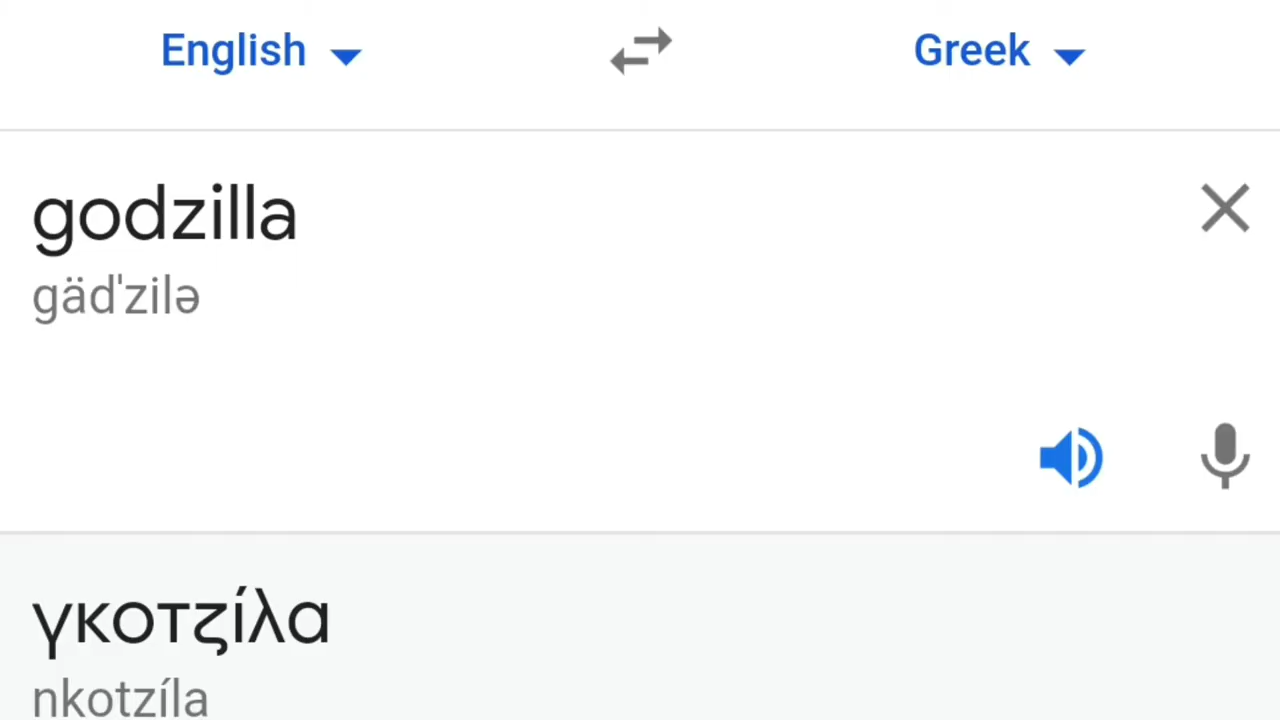 English Greek
godzilla
gäd'zilə
γκοτζίλα
nkotzíla